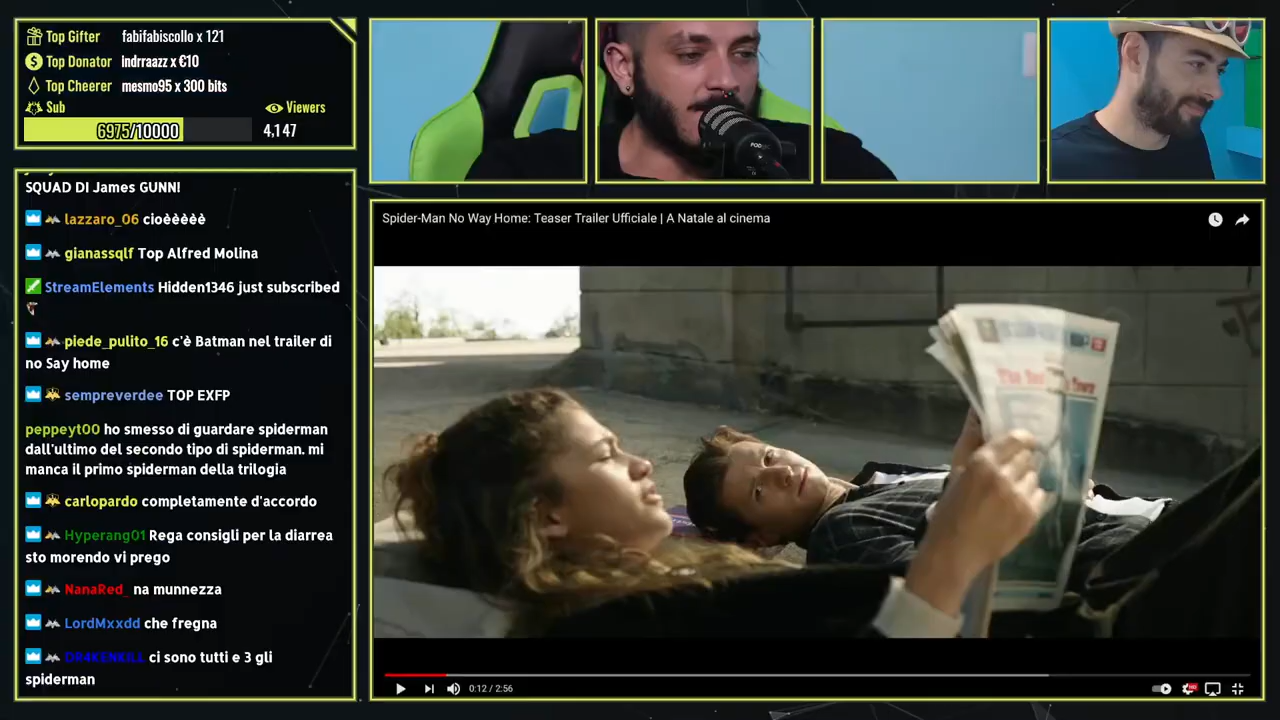 Top Gifter fabifabiscollo x 121
Top Donator indrraazz x €10
Top Cheerer mesmo95 x 300 bits
Sub Viewers
6975/10000 4,147
SQUAD DI James GUNN!
lazzaro_06 cioèèèèè
gianassqlf Top Alfred Molina
StreamElements Hidden1346 just subscribed
piede_pulito_16 c'è Batman nel trailer di
no Say home
sempreverdee TOP EXFP
peppeyt00 ho smesso di guardare spiderman
dall'ultimo del secondo tipo di spiderman. mi
manca il primo spiderman della trilogia
carlopardo completamente d'accordo
Hyperang01 Rega consigli per la diarrea
sto morendo vi prego
NanaRed_ na munnezza
LordMxxdd che fregna
DR4KENKILL ci sono tutti e 3 gli
spiderman
Spider-Man No Way Home: Teaser Trailer Ufficiale | A Natale al cinema
0:12 / 2:56
HD